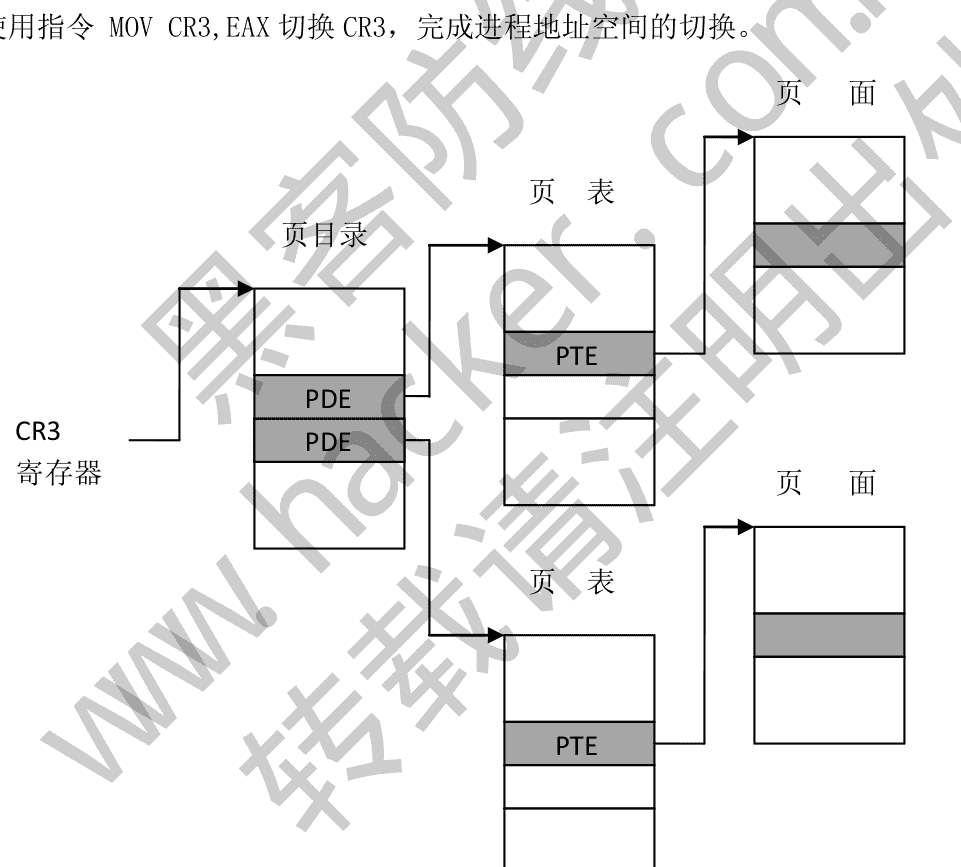 使用指令 MOV CR3,EAX 切换 CR3，完成进程地址空间的切换。
页 面
页 表
页目录
PTE
PDE
CR3
PDE
寄存器
页 面
页 表
PTE
黑客防线
www.hacker.com.
转载请注明出处